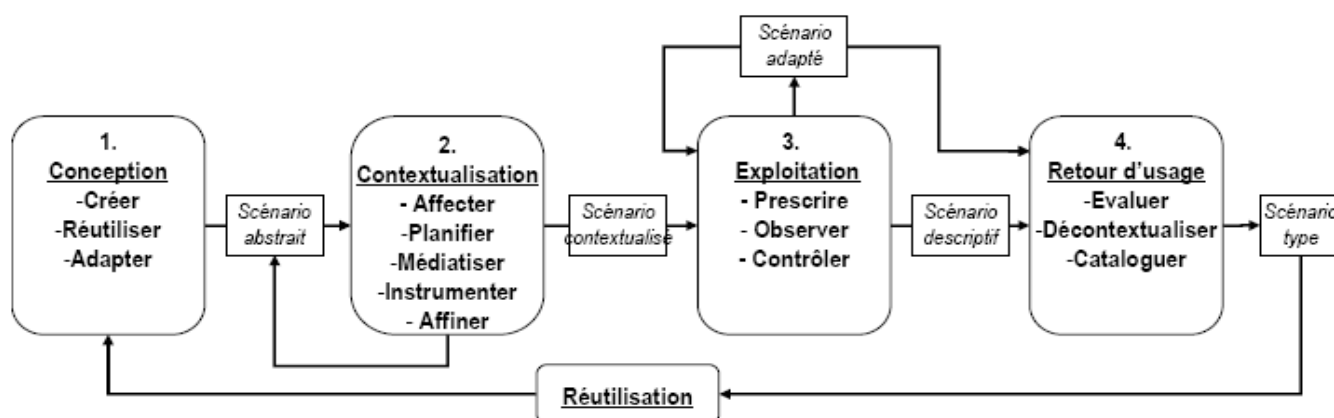 Scénario
adapté
1.
Conception
-Créer
-Réutiliser
-Adapter
Scénario
abstrait
2.
Contextualisation
- Affecter
-Planifier
-Médiatiser
-Instrumenter
- Affiner
Scénario
contextualisé
3.
Exploitation
- Prescrire
- Observer
- Contrôler
Scénario
descriptif
4.
Retour d'usage
-Evaluer
-Décontextualiser
-Cataloguer
Scénario
type
Réutilisation